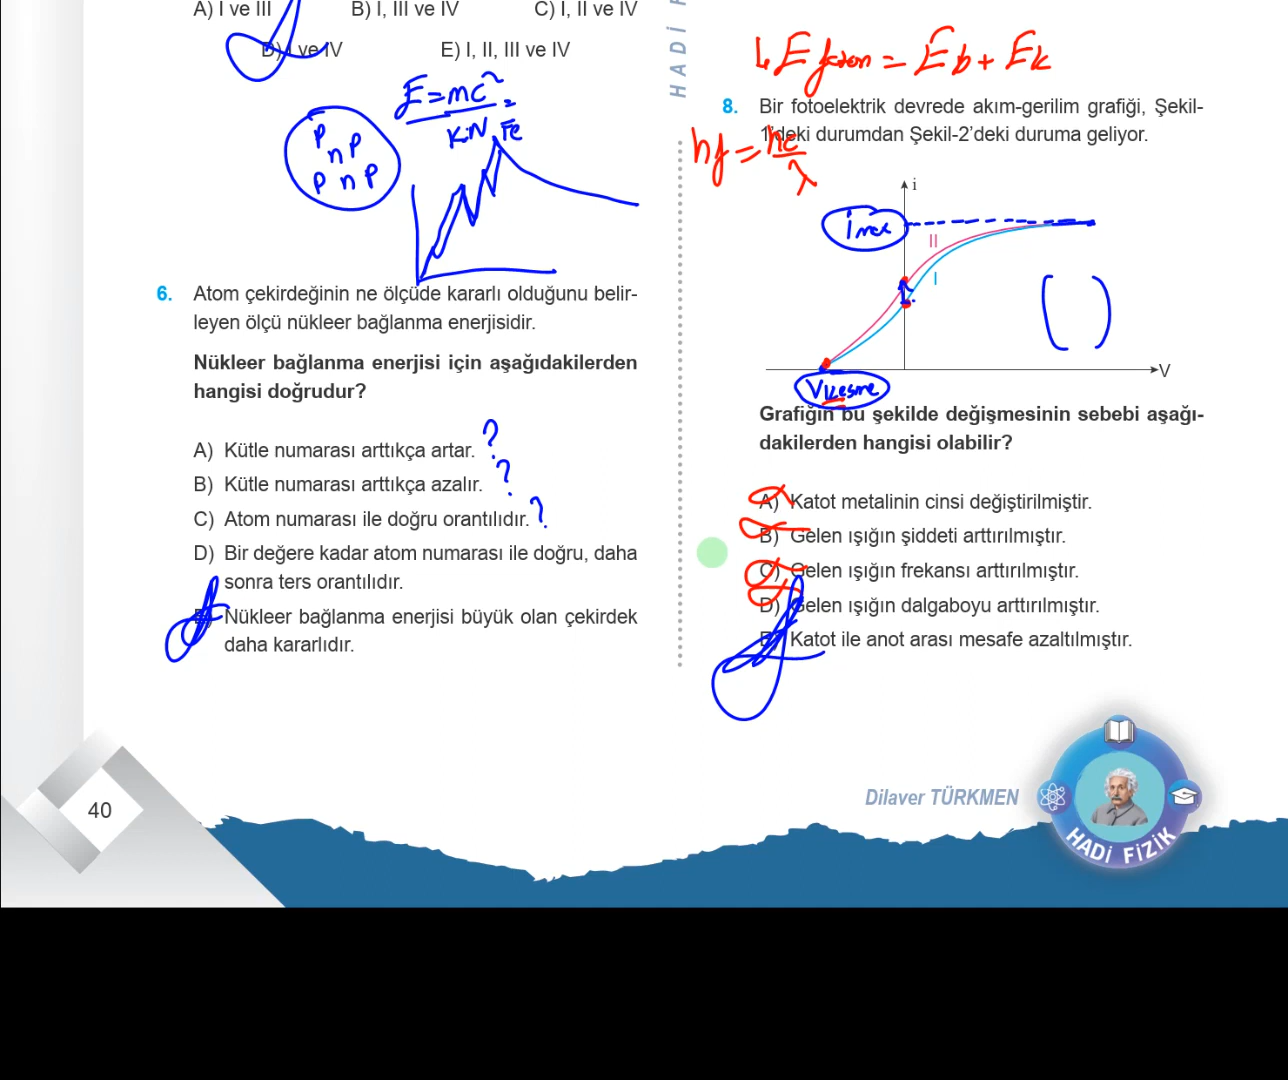 A) I ve III B) I, III ve IV C) I, II ve IV
D) I ve IV E) I, II, III ve IV
E=mc²
KiN Fe
p
n p
p n p
6. Atom çekirdeğinin ne ölçüde kararlı olduğunu belir-
leyen ölçü nükleer bağlanma enerjisidir.
Nükleer bağlanma enerjisi için aşağıdakilerden
hangisi doğrudur?
A) Kütle numarası arttıkça artar. ?
B) Kütle numarası arttıkça azalır. ?
C) Atom numarası ile doğru orantılıdır. ?
D) Bir değere kadar atom numarası ile doğru, daha
sonra ters orantılıdır.
E) Nükleer bağlanma enerjisi büyük olan çekirdek
daha kararlıdır.
40
HADİ
Efoton = Eb + Ek
8. Bir fotoelektrik devrede akım-gerilim grafiği, Şekil-
1'deki durumdan Şekil-2'deki duruma geliyor.
hf = hc/λ
i
imax
II
I
V
Vkesme
Grafiğin bu şekilde değişmesinin sebebi aşağı-
dakilerden hangisi olabilir?
A) Katot metalinin cinsi değiştirilmiştir.
B) Gelen ışığın şiddeti arttırılmıştır.
C) Gelen ışığın frekansı arttırılmıştır.
D) Gelen ışığın dalgaboyu arttırılmıştır.
E) Katot ile anot arası mesafe azaltılmıştır.
Dilaver TÜRKMEN
HADİ FİZİK